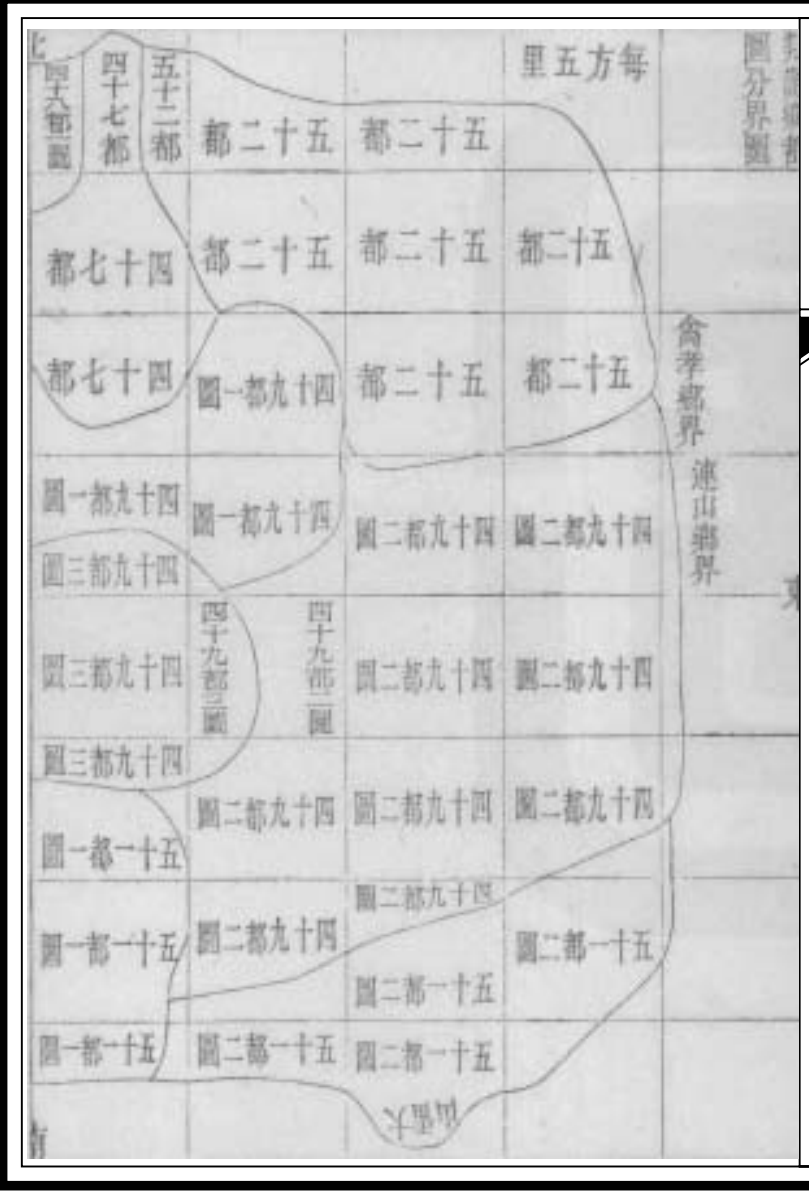 圖分界圖
每方五里
五十二都
五十二都
五十二都
四十七都
五十二都
五十二都
五十二都
四十七都
禽孝鄉界
五十二都
五十二都
四十九都一圖
四十七都
連山鄉界
四十九都二圖
四十九都二圖
四十九都一圖
四十九都一圖
四十九都三圖
東
四十九都二圖
四十九都二圖
四十九都二圖
四十九都三圖
四十九都三圖
四十九都二圖
四十九都二圖
四十九都二圖
四十九都三圖
五十一都一圖
五十一都二圖
四十九都二圖
五十一都二圖
四十九都二圖
五十一都一圖
五十一都二圖
五十一都二圖
五十一都一圖
大雷山
南